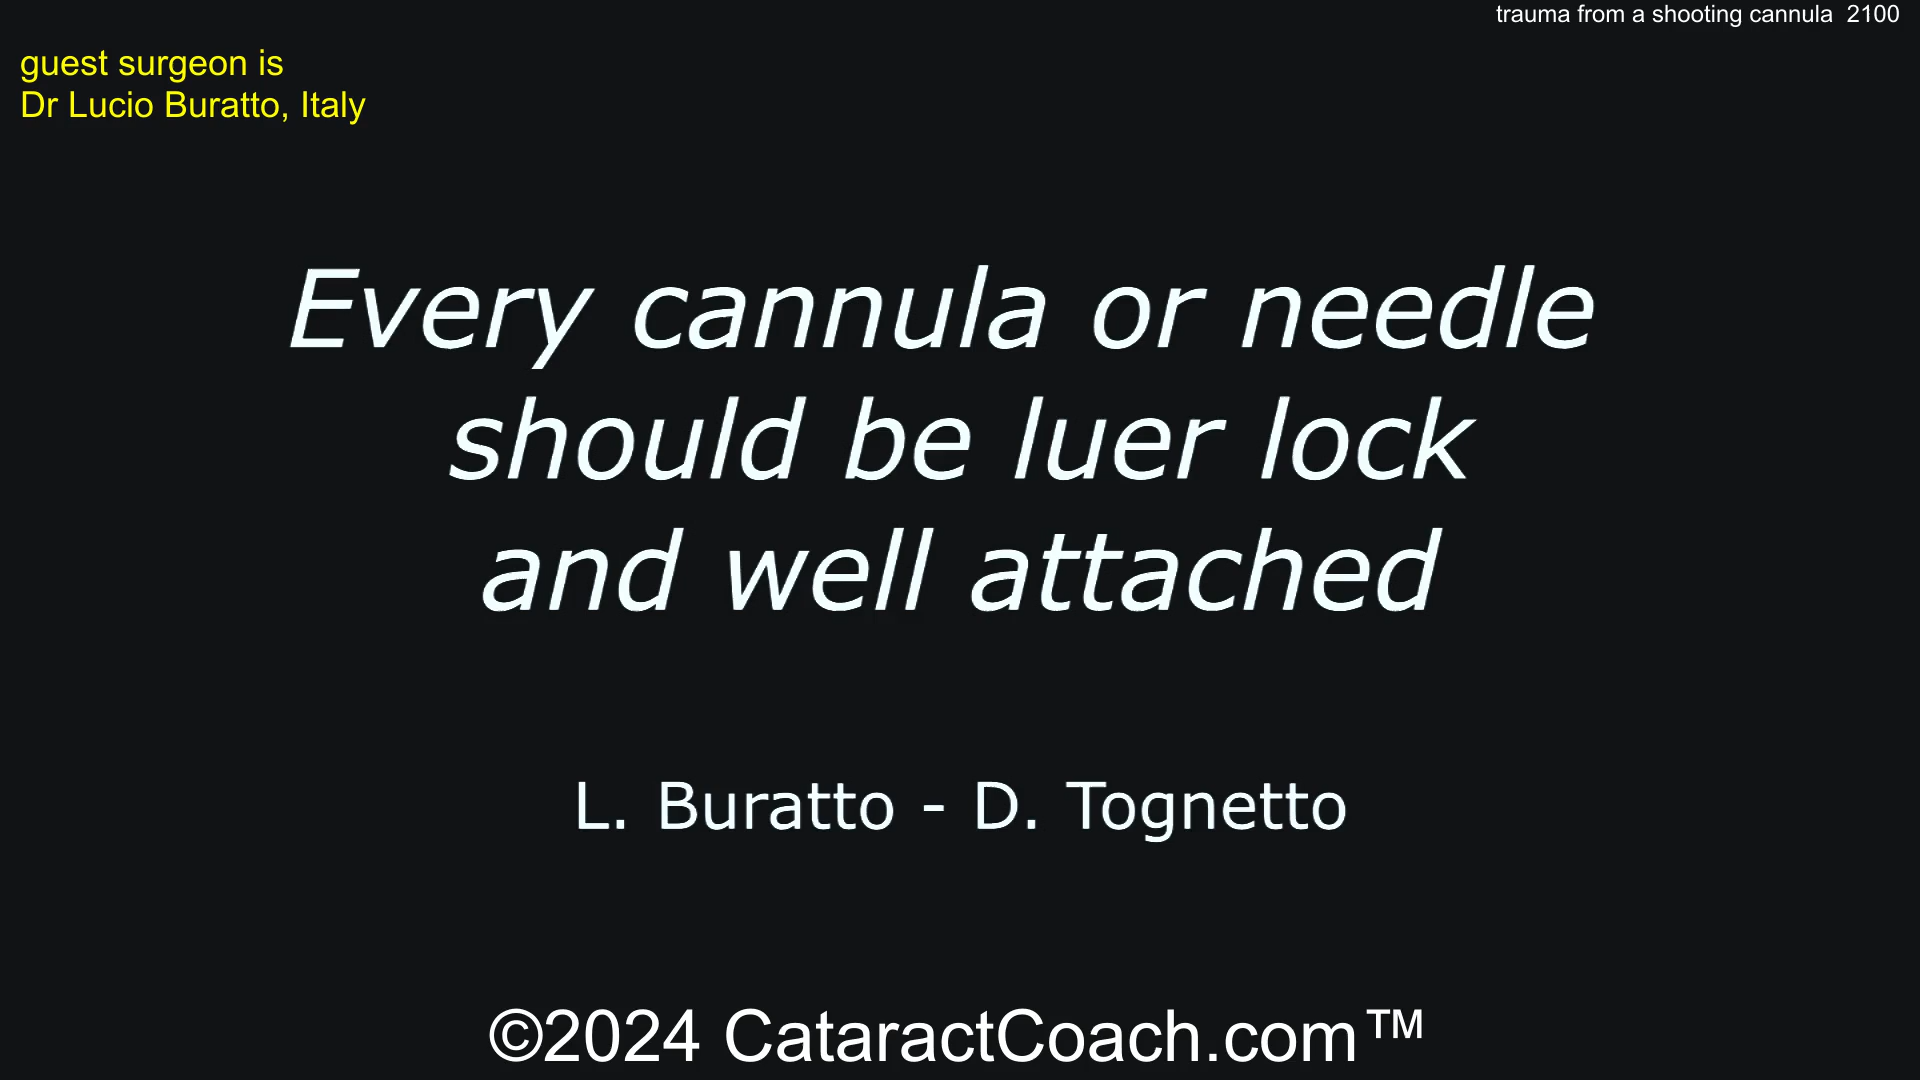 trauma from a shooting cannula  2100
guest surgeon is
Dr Lucio Buratto, Italy
Every cannula or needle
should be luer lock
and well attached
L. Buratto - D. Tognetto
©2024 CataractCoach.com™